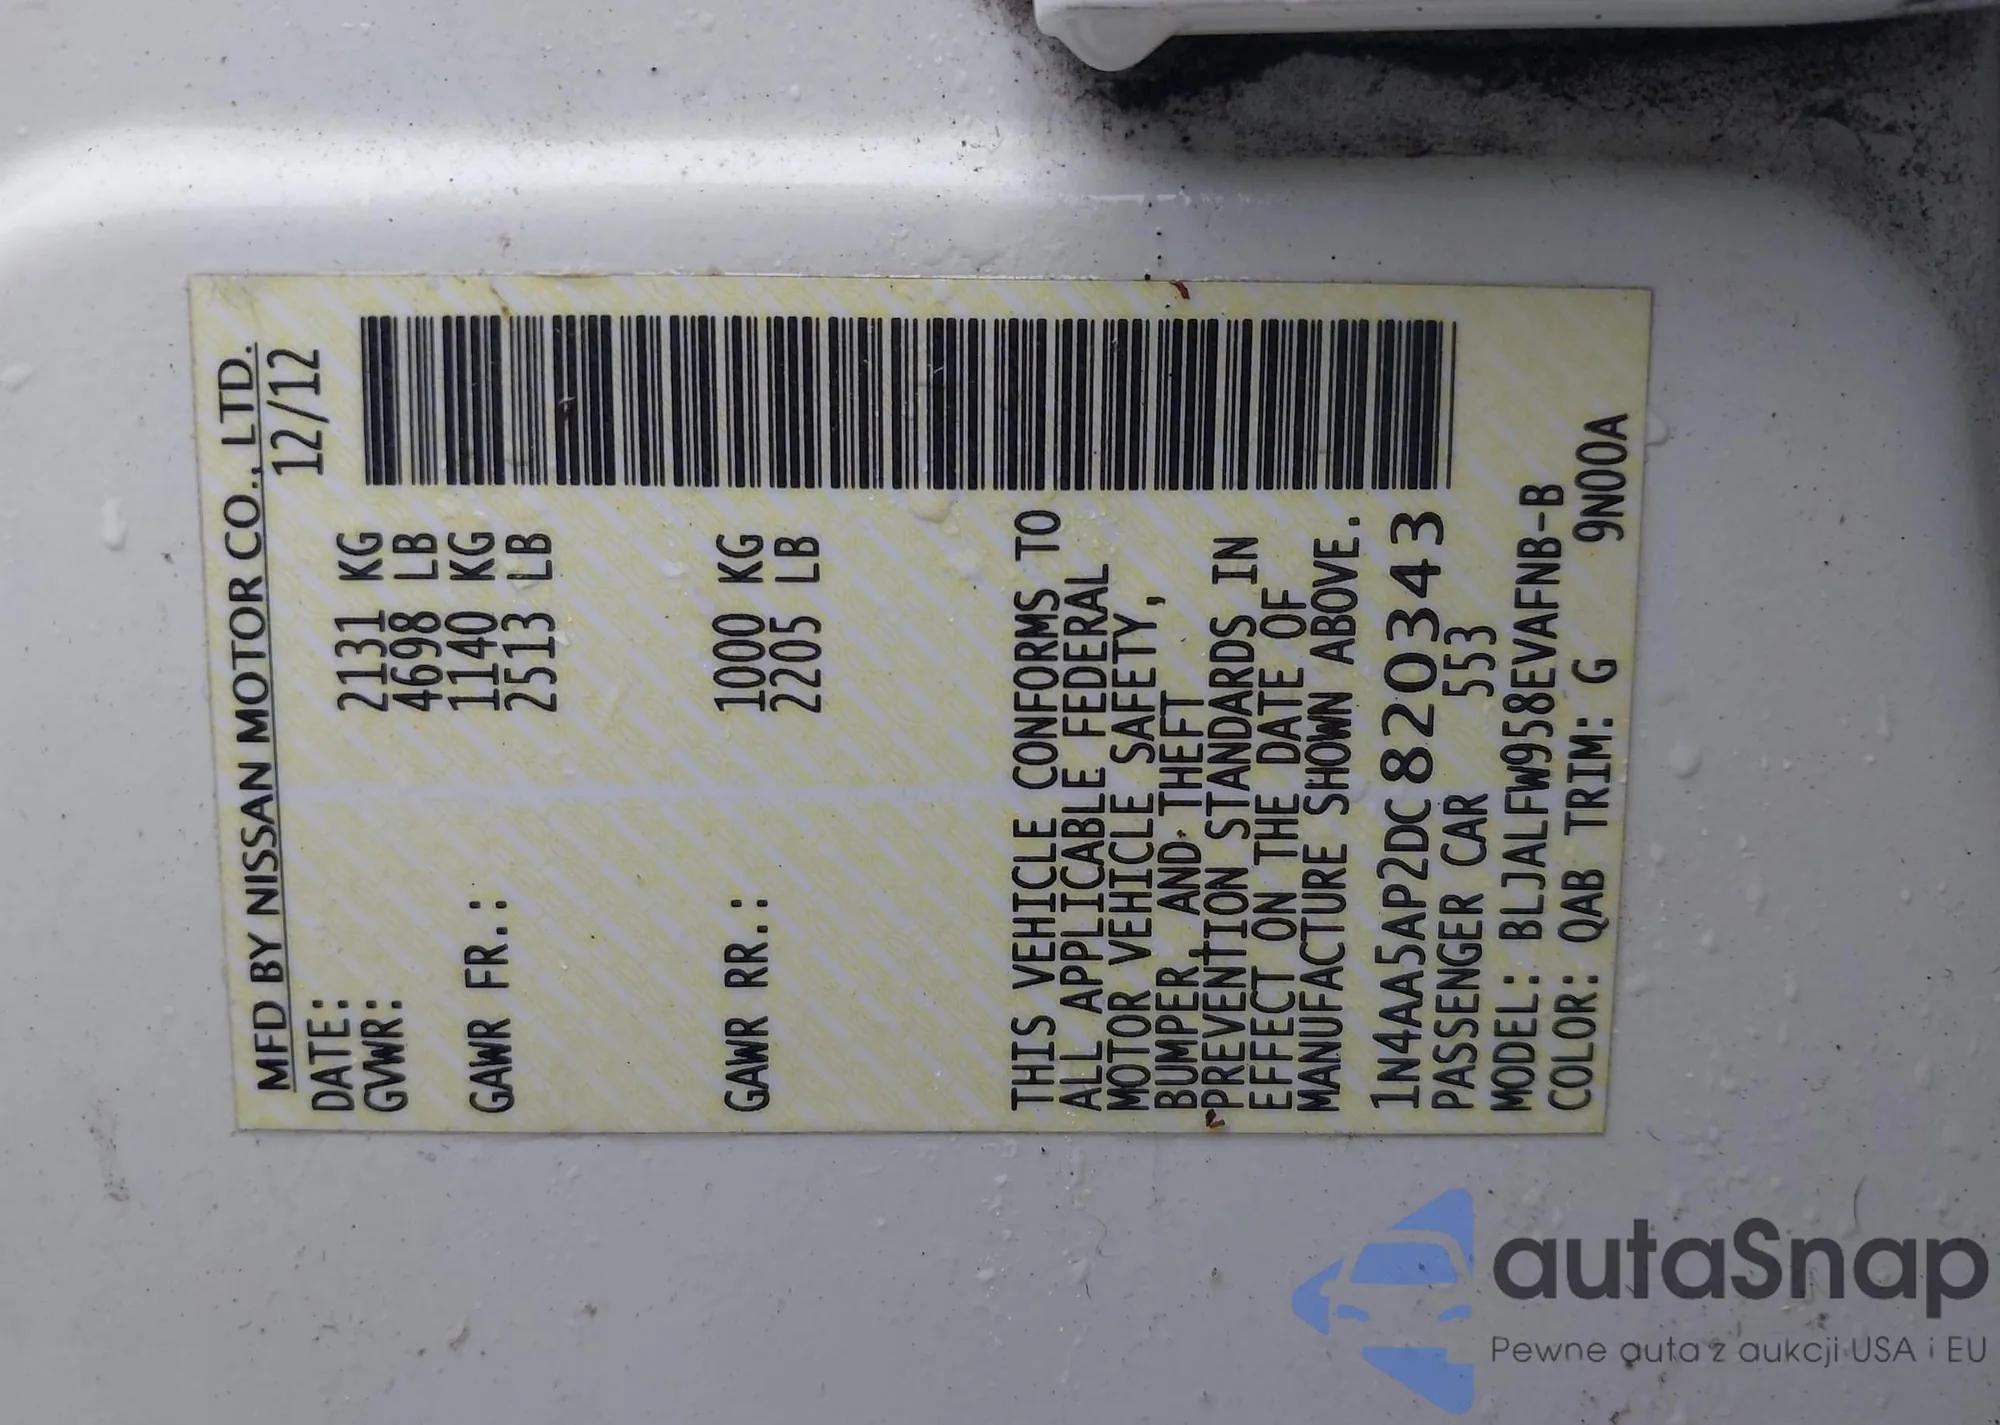 MFD BY NISSAN MOTOR CO., LTD.
DATE: 12/12
GVWR: 2131 KG
4698 LB
GAWR FR.: 1140 KG
2513 LB
GAWR RR.: 1000 KG
2205 LB
THIS VEHICLE CONFORMS TO
ALL APPLICABLE FEDERAL
MOTOR VEHICLE SAFETY,
BUMPER, AND THEFT
PREVENTION STANDARDS IN
EFFECT ON THE DATE OF
MANUFACTURE SHOWN ABOVE.
1N4AA5AP2DC820343
PASSENGER CAR 553
MODEL: BLJALFW958EVAFNB-B
COLOR: QAB TRIM: G 9N00A
autaSnap
Pewne auta z aukcji USA i EU